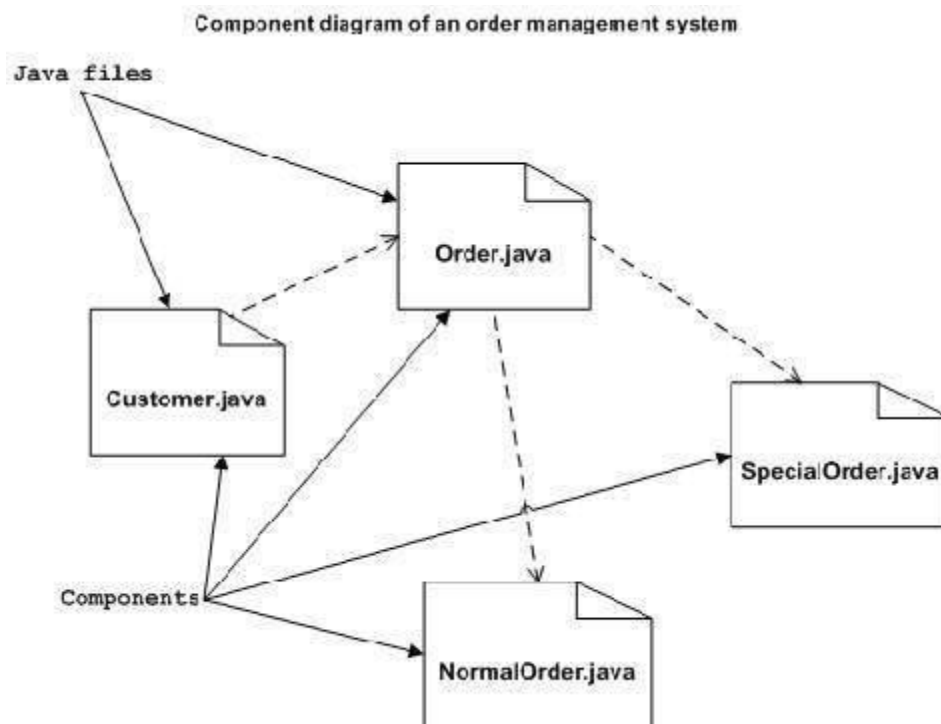 Component diagram of an order management system
Java files
Order.java
Customer.java
SpecialOrder.java
Components
NormalOrder.java